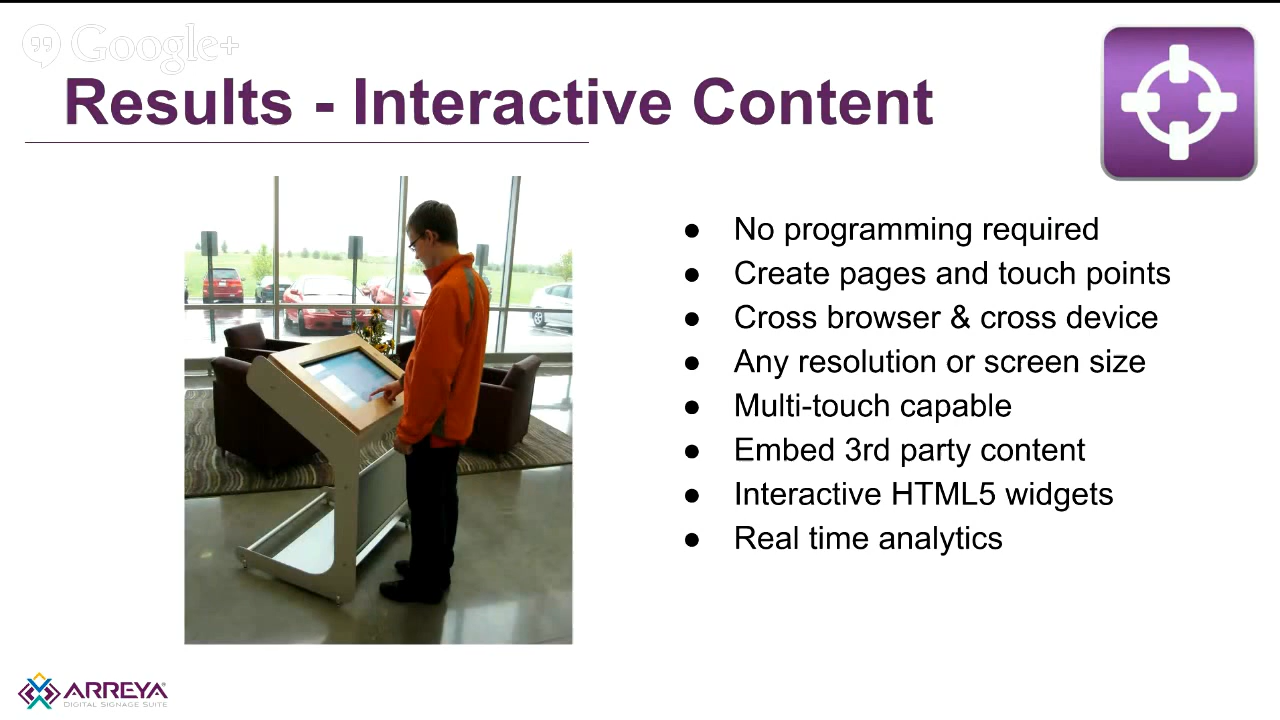 Google+
Results - Interactive Content
● No programming required
● Create pages and touch points
● Cross browser & cross device
● Any resolution or screen size
● Multi-touch capable
● Embed 3rd party content
● Interactive HTML5 widgets
● Real time analytics
ARREYA
DIGITAL SIGNAGE SUITE